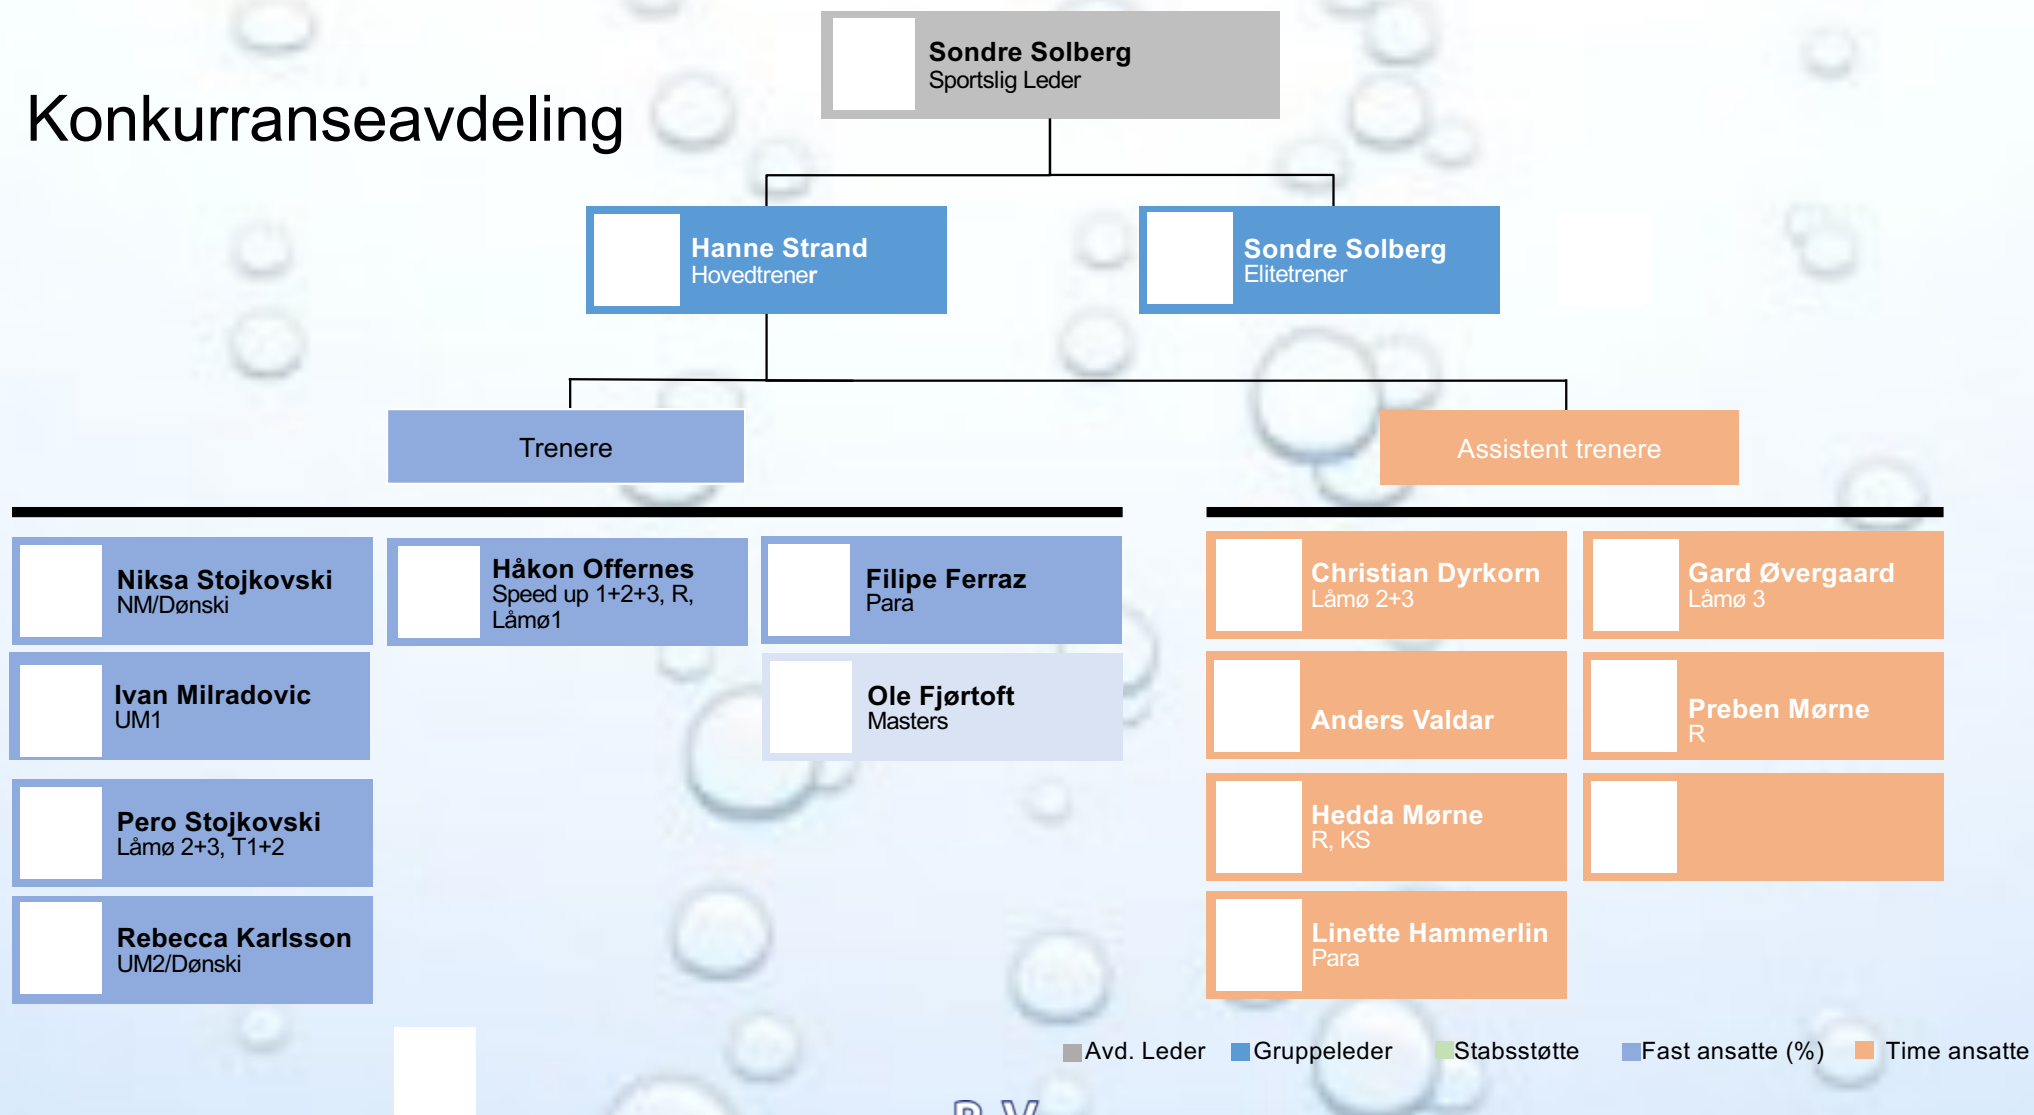 Sondre Solberg
Sportslig Leder
Konkurranseavdeling
Hanne Strand
Hovedtrener
Sondre Solberg
Elitetrener
Trenere
Assistent trenere
Niksa Stojkovski
NM/Dønski
Håkon Offernes
Speed up 1+2+3, R,
Låmø1
Filipe Ferraz
Para
Christian Dyrkorn
Låmø 2+3
Gard Øvergaard
Låmø 3
Ivan Milradovic
UM1
Ole Fjørtoft
Masters
Anders Valdar
Preben Mørne
R
Pero Stojkovski
Låmø 2+3, T1+2
Hedda Mørne
R, KS
Rebecca Karlsson
UM2/Dønski
Linette Hammerlin
Para
Avd. Leder
Gruppeleder
Stabsstøtte
Fast ansatte (%)
Time ansatte